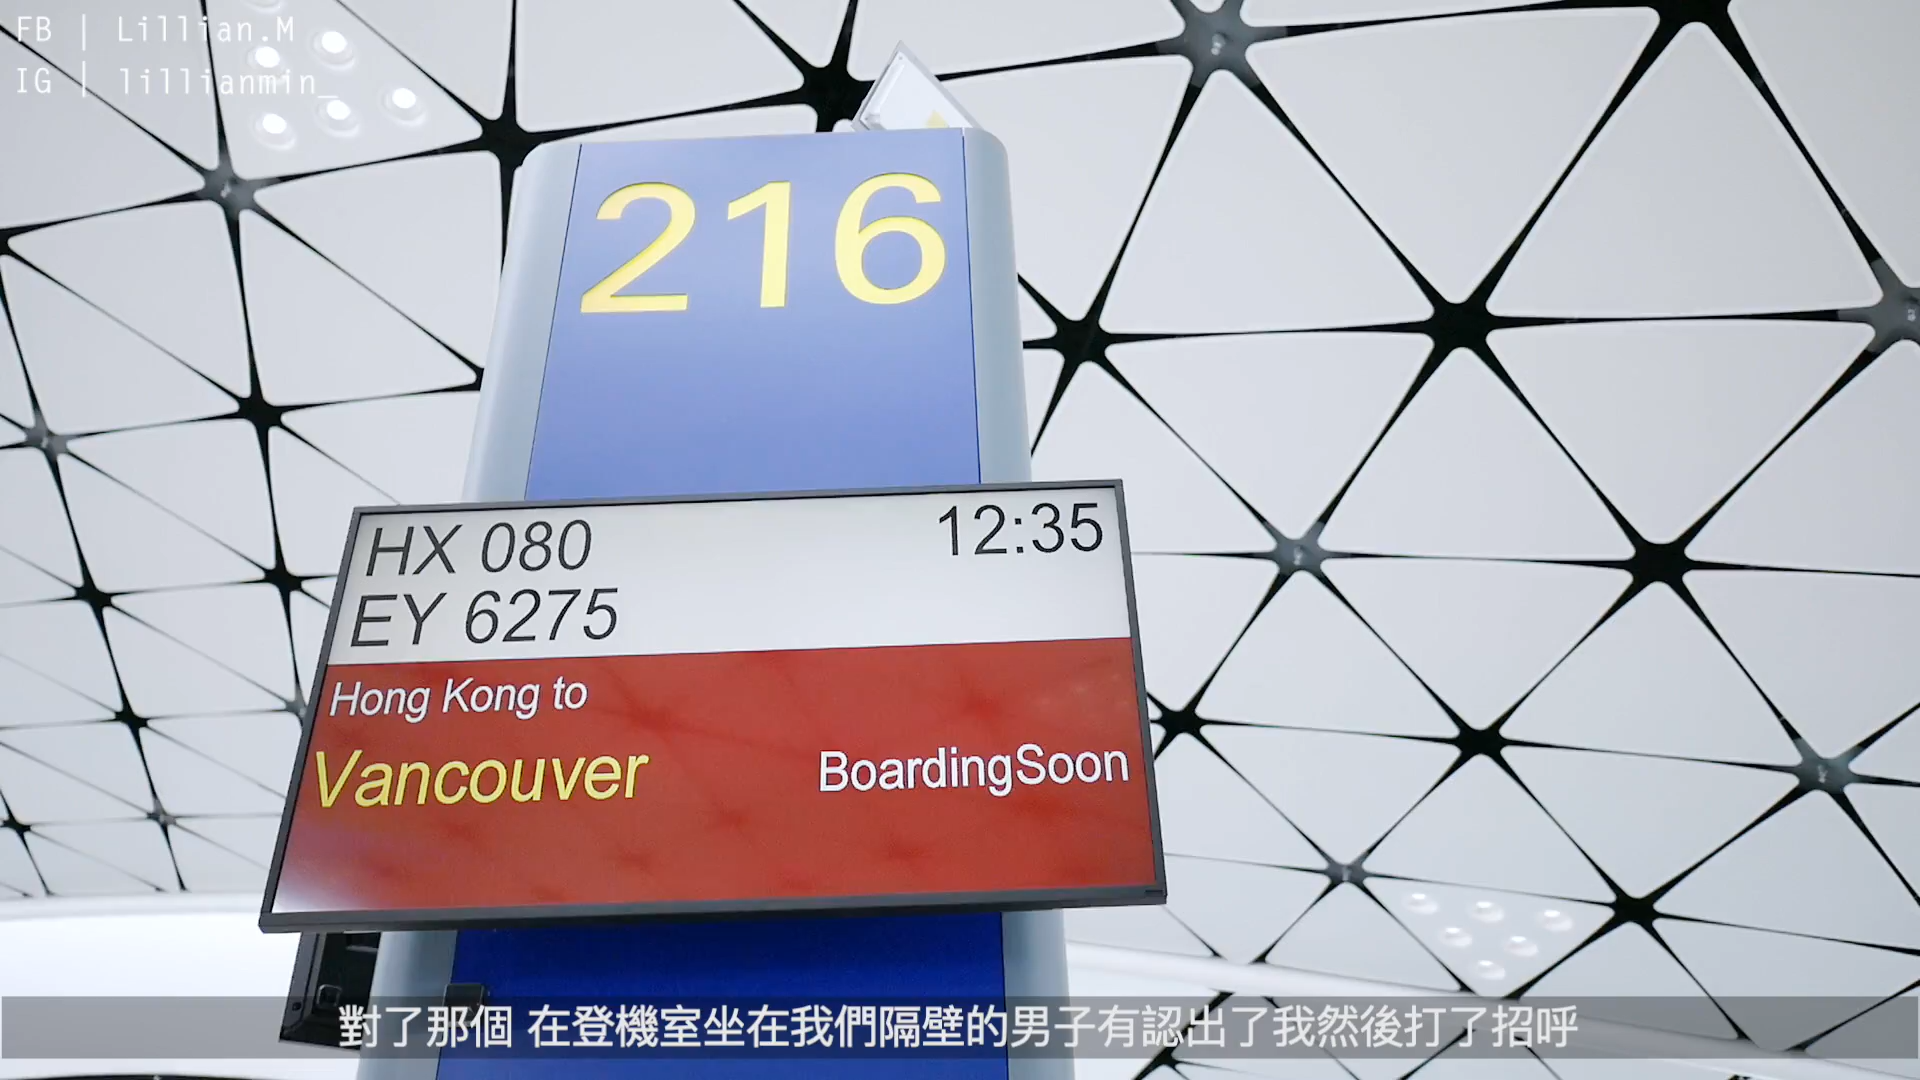 FB | Lillian.M
IG | lillianmin_
216
HX 080 12:35
EY 6275
Hong Kong to
Vancouver BoardingSoon
對了那個 在登機室坐在我們隔壁的男子有認出了我然後打了招呼